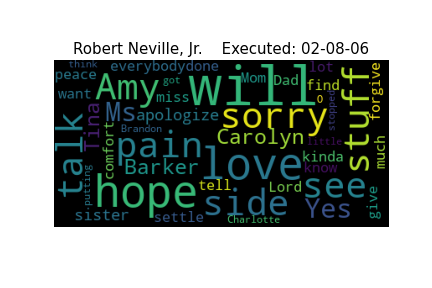 Robert Neville, Jr. Executed: 02-08-06
think everybody done Mom Dad lot
peace Amy got will find forgive
want Ms miss o
Tina apologize sorry stuff stopped
Brandon Carolyn little
talk pain love kinda much
comfort Barker know
putting hope tell Lord see
side Yes give
sister settle Charlotte